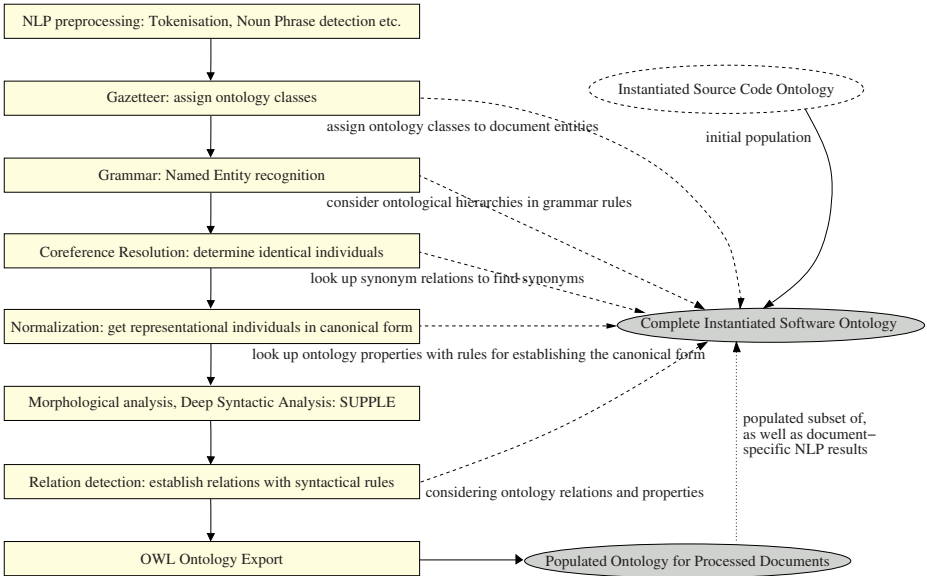 NLP preprocessing: Tokenisation, Noun Phrase detection etc.
Gazetteer: assign ontology classes
Instantiated Source Code Ontology
assign ontology classes to document entities
initial population
Grammar: Named Entity recognition
consider ontological hierarchies in grammar rules
Coreference Resolution: determine identical individuals
look up synonym relations to find synonyms
Normalization: get representational individuals in canonical form
Complete Instantiated Software Ontology
look up ontology properties with rules for establishing the canonical form
Morphological analysis, Deep Syntactic Analysis: SUPPLE
populated subset of,
as well as document–
specific NLP results
Relation detection: establish relations with syntactical rules
considering ontology relations and properties
OWL Ontology Export
Populated Ontology for Processed Documents